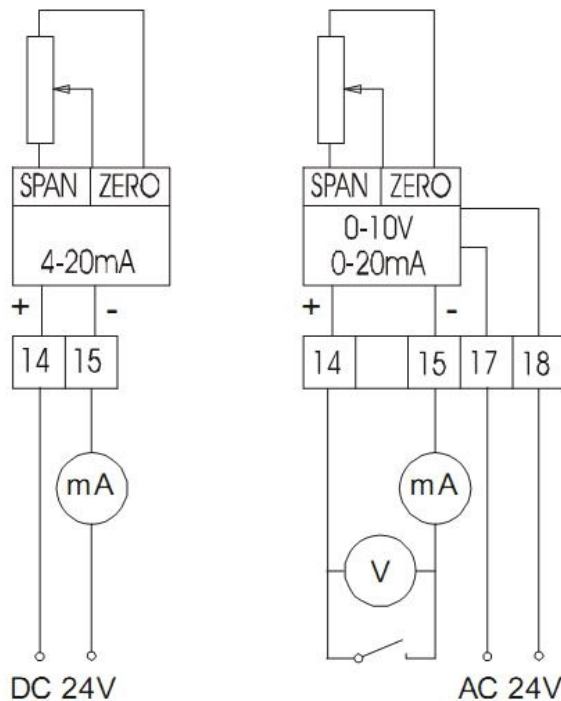 SPAN ZERO
4-20mA
+ -
14 15
mA
DC 24V
SPAN ZERO
0-10V
0-20mA
+ -
14 15 17 18
mA
V
AC 24V